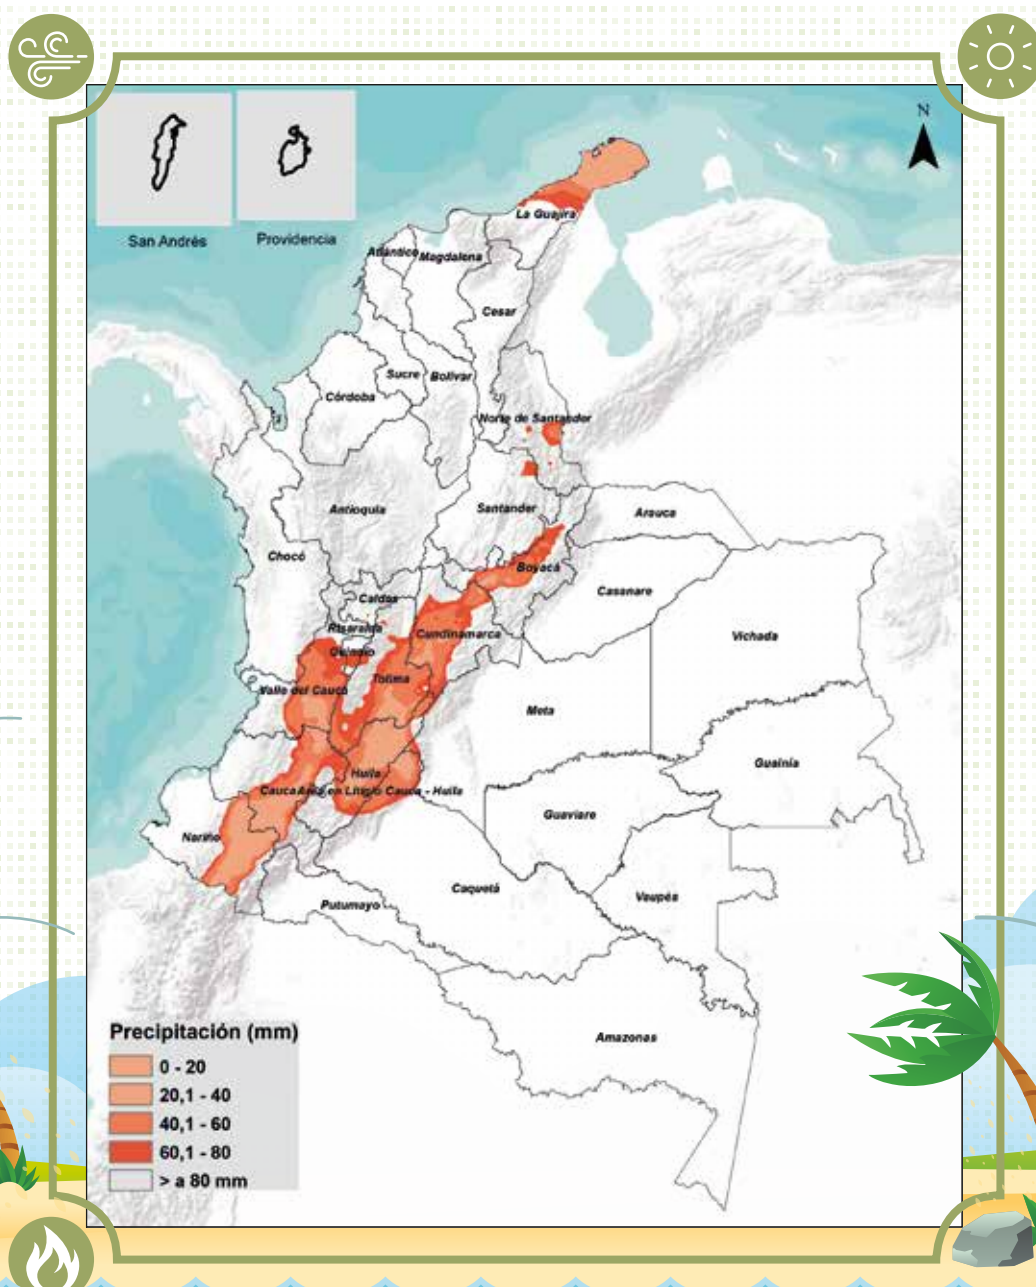 N
San Andrés
Providencia
La Guajira
Atlántico
Magdalena
Cesar
Sucre
Bolívar
Córdoba
Norte de Santander
Antioquia
Santander
Arauca
Chocó
Boyacá
Casanare
Caldas
Risaralda
Cundinamarca
Vichada
Quindío
Tolima
Valle del Cauca
Meta
Guainía
Huila
Cauca
Área en Litigio Cauca - Huila
Guaviare
Nariño
Caquetá
Vaupés
Putumayo
Amazonas
Precipitación (mm)
0 - 20
20,1 - 40
40,1 - 60
60,1 - 80
> a 80 mm